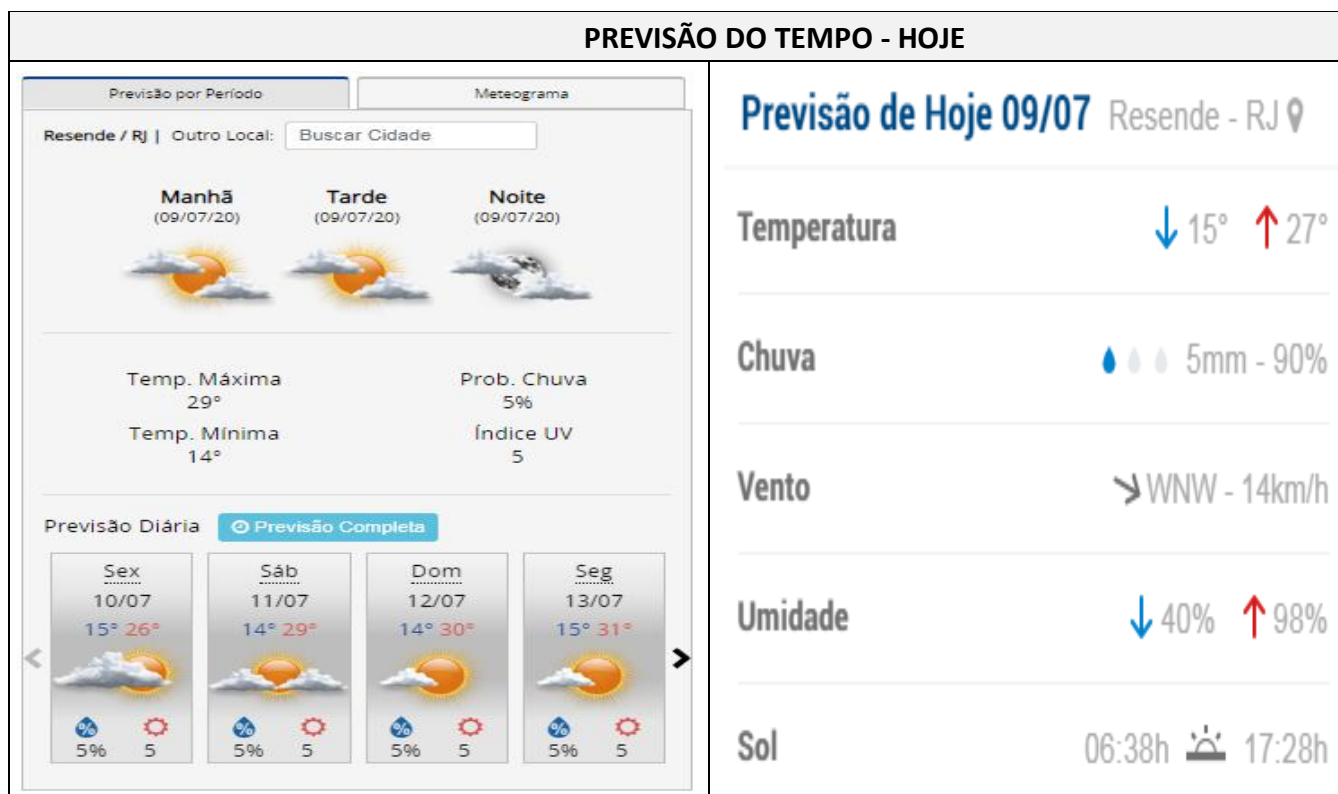 PREVISÃO DO TEMPO - HOJE
Previsão por Período
Meteograma
Resende / RJ | Outro Local: Buscar Cidade
Manhã Tarde Noite
(09/07/20) (09/07/20) (09/07/20)
Temp. Máxima Prob. Chuva
29° 5%
Temp. Mínima Índice UV
14° 5
Previsão Diária Previsão Completa
Sex Sáb Dom Seg
10/07 11/07 12/07 13/07
15° 26° 14° 29° 14° 30° 15° 31°
% % % %
5% 5 5% 5 5% 5 5% 5
Previsão de Hoje 09/07 Resende - RJ
Temperatura 15° 27°
Chuva 5mm - 90%
Vento WNW - 14km/h
Umidade 40% 98%
Sol 06:38h 17:28h